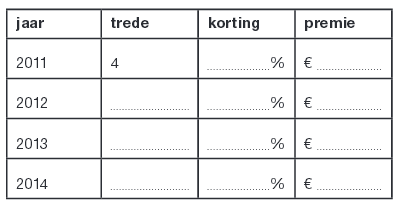 jaar trede korting premie
2011 4 ....................% € ....................
2012 .................... ....................% € ....................
2013 .................... ....................% € ....................
2014 .................... ....................% € ....................